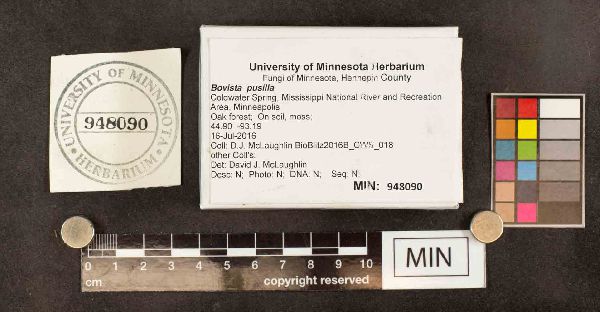 UNIVERSITY OF MINNESOTA
948090
HERBARIUM
University of Minnesota Herbarium
Fungi of Minnesota, Hennepin County
Bovista pusilla
Coldwater Spring, Mississippi National River and Recreation
Area, Minneapolis
Oak forest; On soil, moss;
44.90 -93.19
16-Jul-2016
Coll: D.J. McLaughlin BioBlitz2016B_CWS_018
other Coll's:
Det: David J. McLaughlin
Desc: N; Photo: N; DNA: N; Seq: N;
MIN: 948090
0 1 2 3 4 5 6 7 8 9 10
cm
copyright reserved
MIN